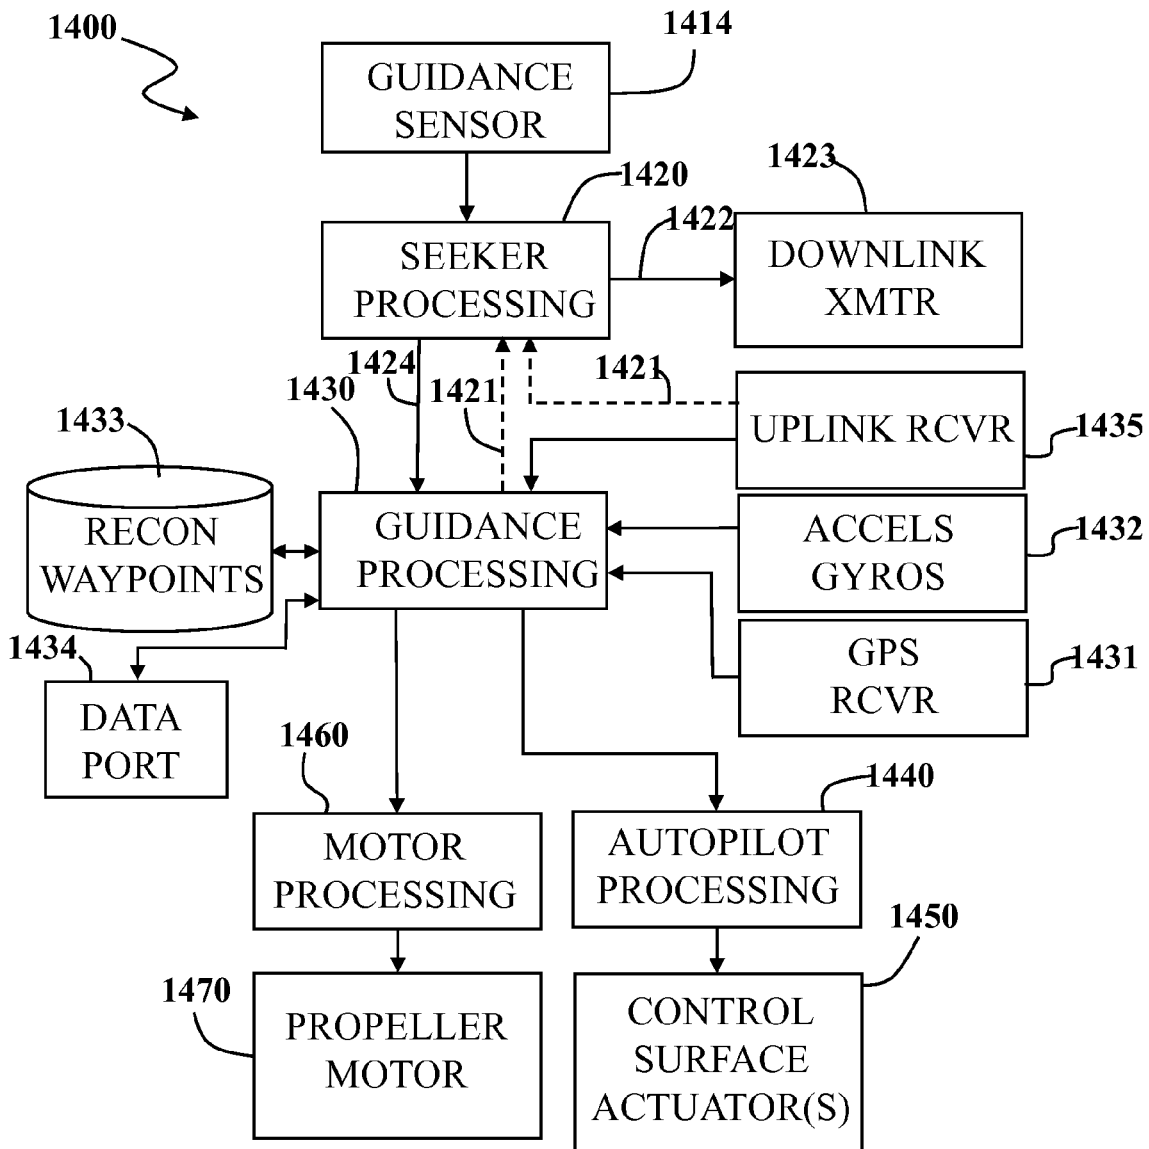 1400
1414
GUIDANCE
SENSOR
1420
1423
1422
SEEKER
PROCESSING
DOWNLINK
XMTR
1424
1421
1421
1430
1433
UPLINK RCVR
1435
RECON
WAYPOINTS
GUIDANCE
PROCESSING
ACCELS
GYROS
1432
1434
DATA
PORT
GPS
RCVR
1431
1460
1440
MOTOR
PROCESSING
AUTOPILOT
PROCESSING
1450
1470
PROPELLER
MOTOR
CONTROL
SURFACE
ACTUATOR(S)